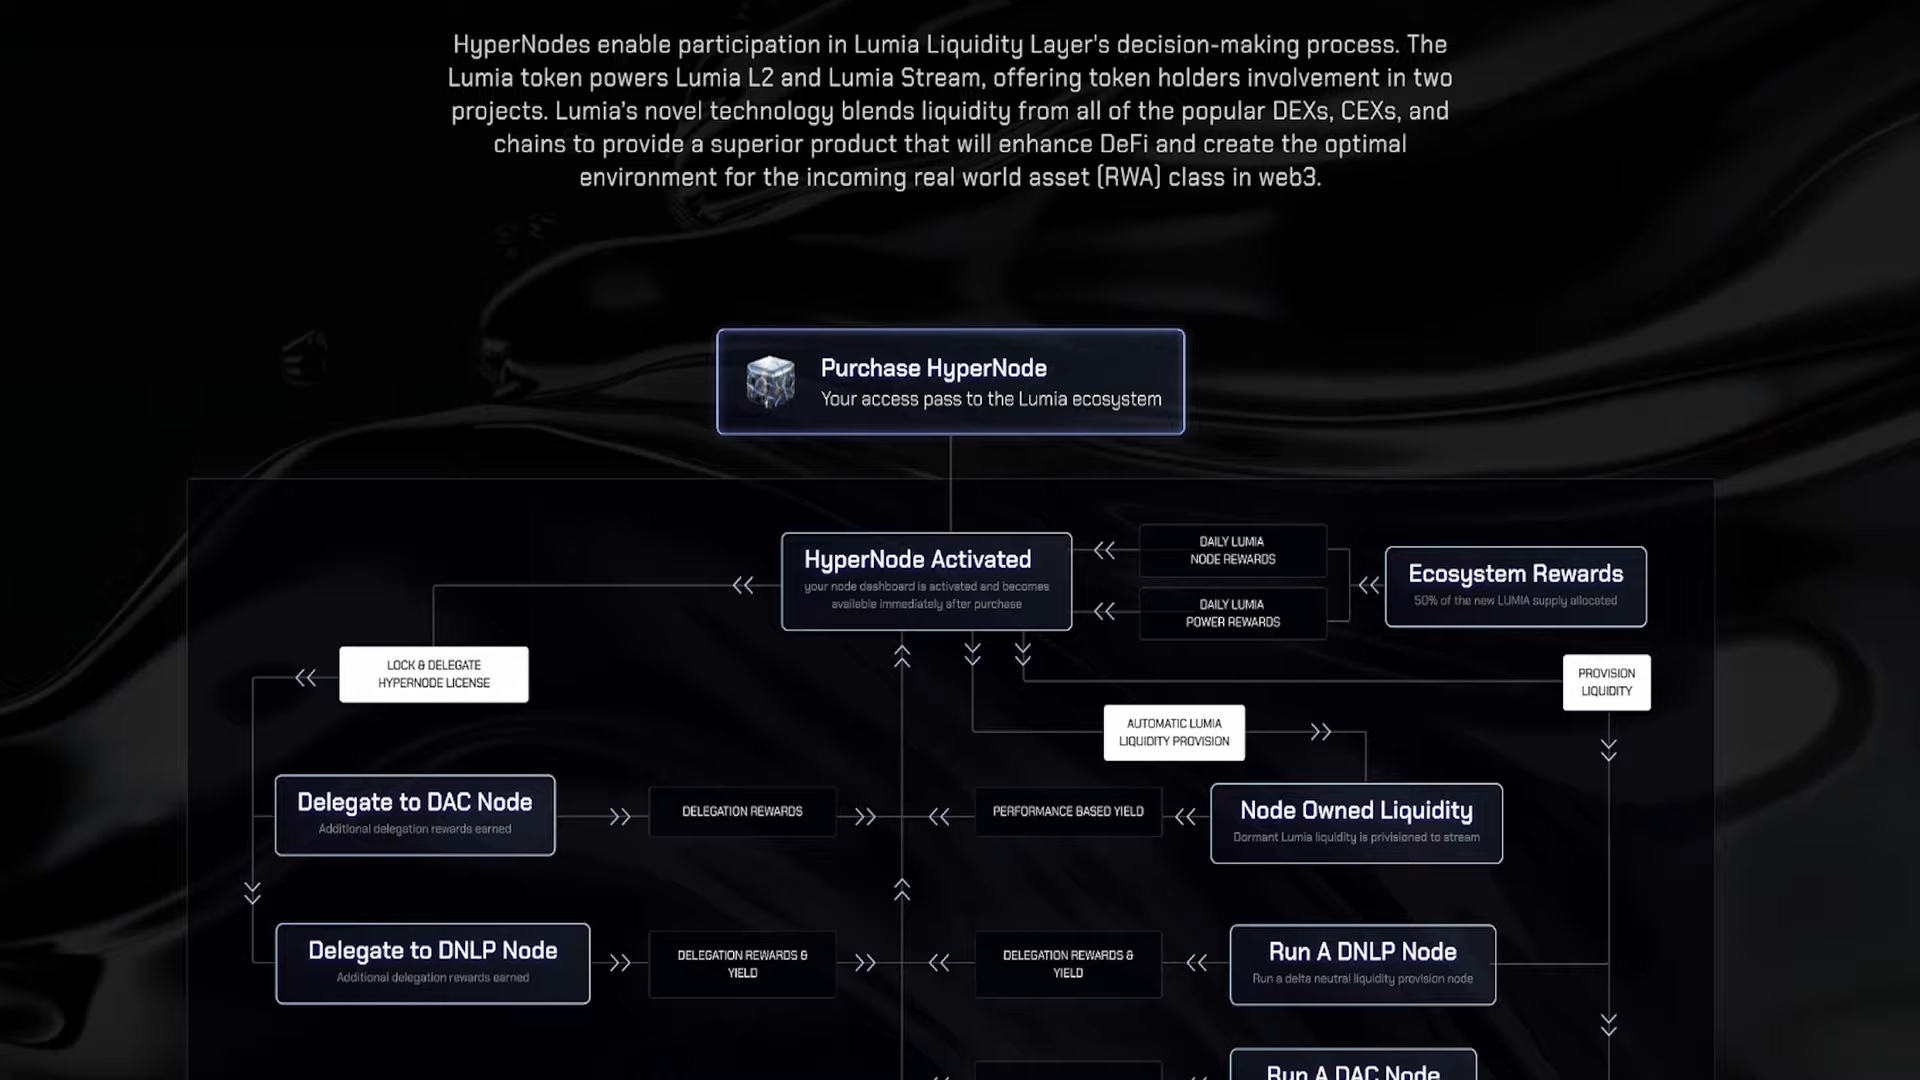 HyperNodes enable participation in Lumia Liquidity Layer's decision-making process. The
Lumia token powers Lumia L2 and Lumia Stream, offering token holders involvement in two
projects. Lumia's novel technology blends liquidity from all of the popular DEXs, CEXs, and
chains to provide a superior product that will enhance DeFi and create the optimal
environment for the incoming real world asset (RWA) class in web3.
Purchase HyperNode
Your access pass to the Lumia ecosystem
HyperNode Activated
your node dashboard is activated and becomes
available immediately after purchase
DAILY LUMIA
NODE REWARDS
DAILY LUMIA
POWER REWARDS
Ecosystem Rewards
50% of the new LUMIA supply allocated
LOCK & DELEGATE
HYPERNODE LICENSE
PROVISION
LIQUIDITY
AUTOMATIC LUMIA
LIQUIDITY PROVISION
Delegate to DAC Node
Additional delegation rewards earned
DELEGATION REWARDS
PERFORMANCE BASED YIELD
Node Owned Liquidity
Dormant Lumia liquidity is privisioned to stream
Delegate to DNLP Node
Additional delegation rewards earned
DELEGATION REWARDS &
YIELD
DELEGATION REWARDS &
YIELD
Run A DNLP Node
Run a delta neutral liquidity provision node
Run A DAC Node